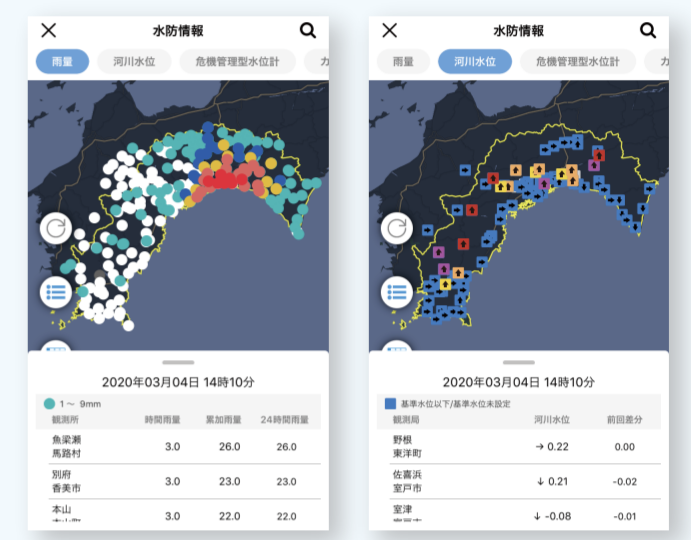 水防情報
雨量
河川水位
危機管理型水位計
カ
2020年03月04日 14時10分
1～ 9mm
観測所 時間雨量 累加雨量 24時間雨量
魚梁瀬
馬路村
3.0 26.0 26.0
別府
香美市
3.0 23.0 23.0
本山
3.0 22.0 22.0
水防情報
雨量
河川水位
危機管理型水位計
カ
2020年03月04日 14時10分
基準水位以下/基準水位未設定
観測局 河川水位 前回差分
野根
東洋町
→ 0.22 0.00
佐喜浜
室戸市
↓ 0.21 -0.02
室津
↓ -0.08 -0.01